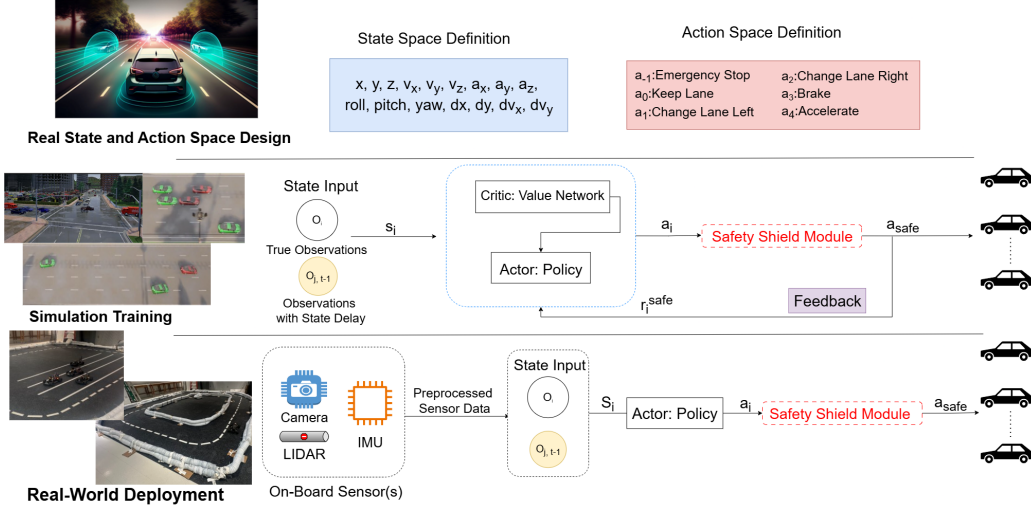 State Space Definition
Action Space Definition
x, y, z, vx, vy, vz, ax, ay, az,
roll, pitch, yaw, dx, dy, dvx, dvy
a-1:Emergency Stop
a0:Keep Lane
a1:Change Lane Left
a2:Change Lane Right
a3:Brake
a4:Accelerate
Real State and Action Space Design
State Input
Oi
True Observations
Oj, t-1
Observations
with State Delay
si
Critic: Value Network
Actor: Policy
ai
Safety Shield Module
asafe
Feedback
risafe
Simulation Training
Camera
LIDAR
IMU
On-Board Sensor(s)
Preprocessed
Sensor Data
State Input
Oi
Oj, t-1
Si
Actor: Policy
ai
Safety Shield Module
asafe
Real-World Deployment